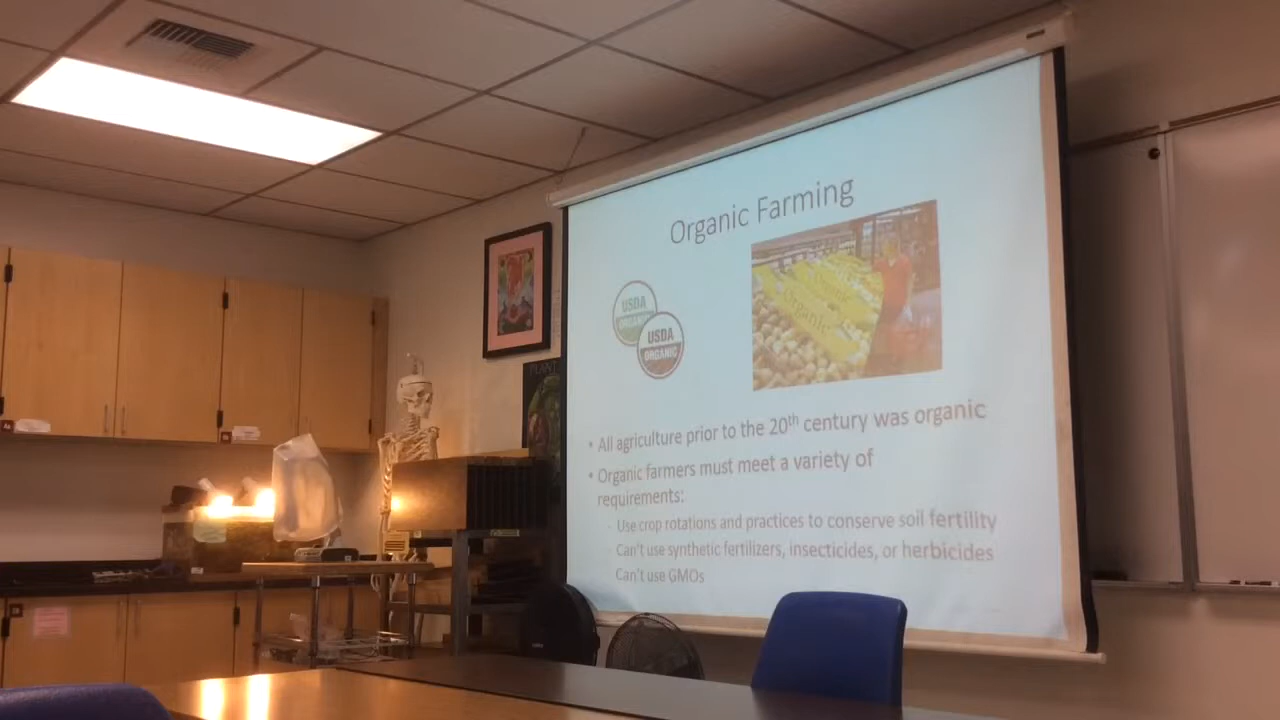 Organic Farming
USDA
ORGANIC
USDA
ORGANIC
Organic
PLANT
• All agriculture prior to the 20th century was organic
• Organic farmers must meet a variety of
requirements:
Use crop rotations and practices to conserve soil fertility
Can't use synthetic fertilizers, insecticides, or herbicides
Can't use GMOs